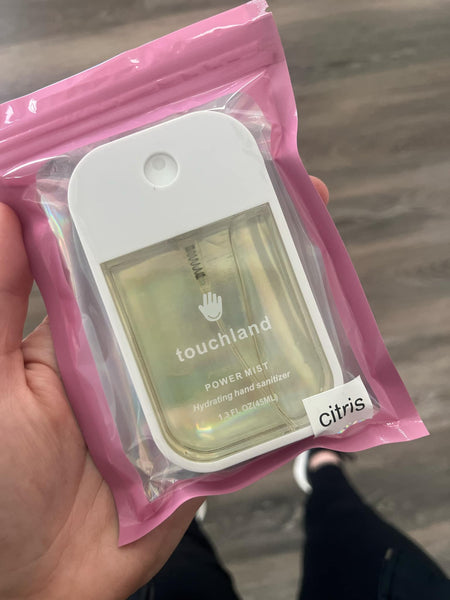 touchland
POWER MIST
Hydrating hand sanitizer
1.3 FL OZ(45ML)
citris